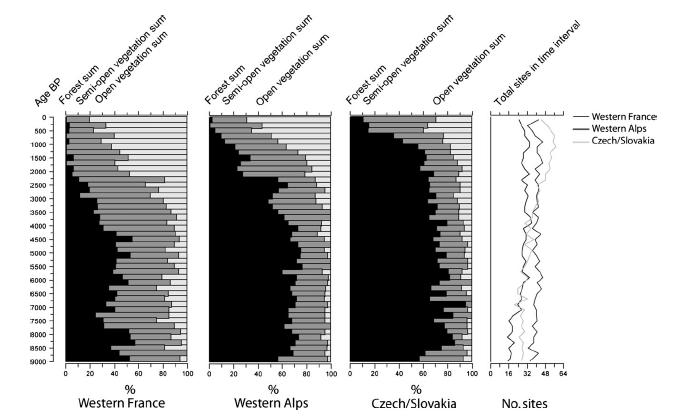 Age BP
Forest sum
Semi-open vegetation sum
Open vegetation sum
Forest sum
Semi-open vegetation sum
Open vegetation sum
Forest sum
Semi-open vegetation sum
Open vegetation sum
Total sites in time interval
Western France
Western Alps
Czech/Slovakia
0
500
1000
1500
2000
2500
3000
3500
4000
4500
5000
5500
6000
6500
7000
7500
8000
8500
9000
0 20 40 60 80 100
0 20 40 60 80 100
0 20 40 60 80 100
0 16 32 48 64
%
%
%
Western France
Western Alps
Czech/Slovakia
No. sites